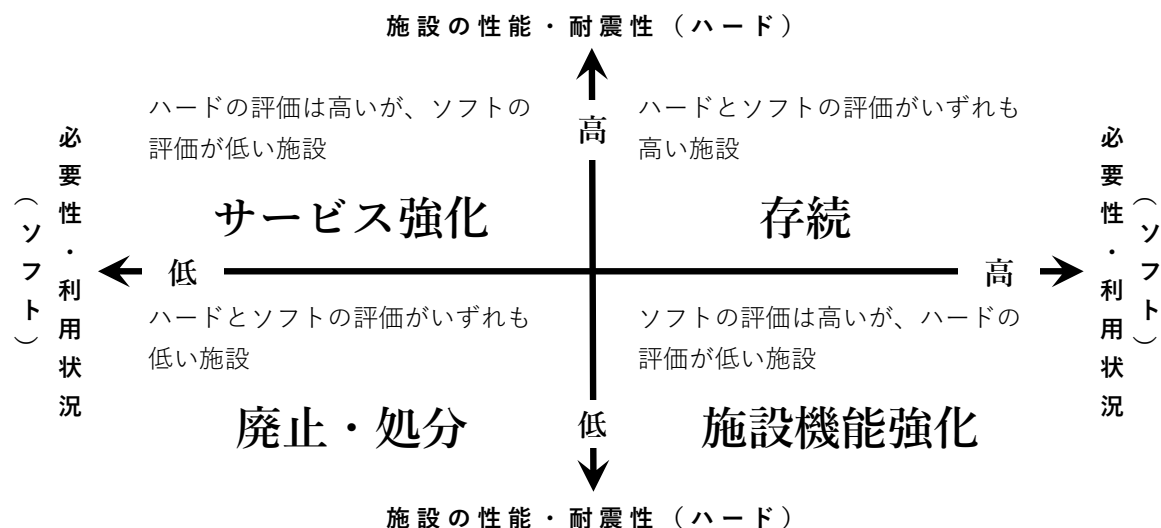 施設の性能・耐震性（ハード）
ハードの評価は高いが、ソフトの
評価が低い施設
サービス強化
高
ハードとソフトの評価がいずれも
高い施設
存続
必要性・利用状況
（ソフト）
低
高
必要性・利用状況
（ソフト）
ハードとソフトの評価がいずれも
低い施設
廃止・処分
低
ソフトの評価は高いが、ハードの
評価が低い施設
施設機能強化
施設の性能・耐震性（ハード）